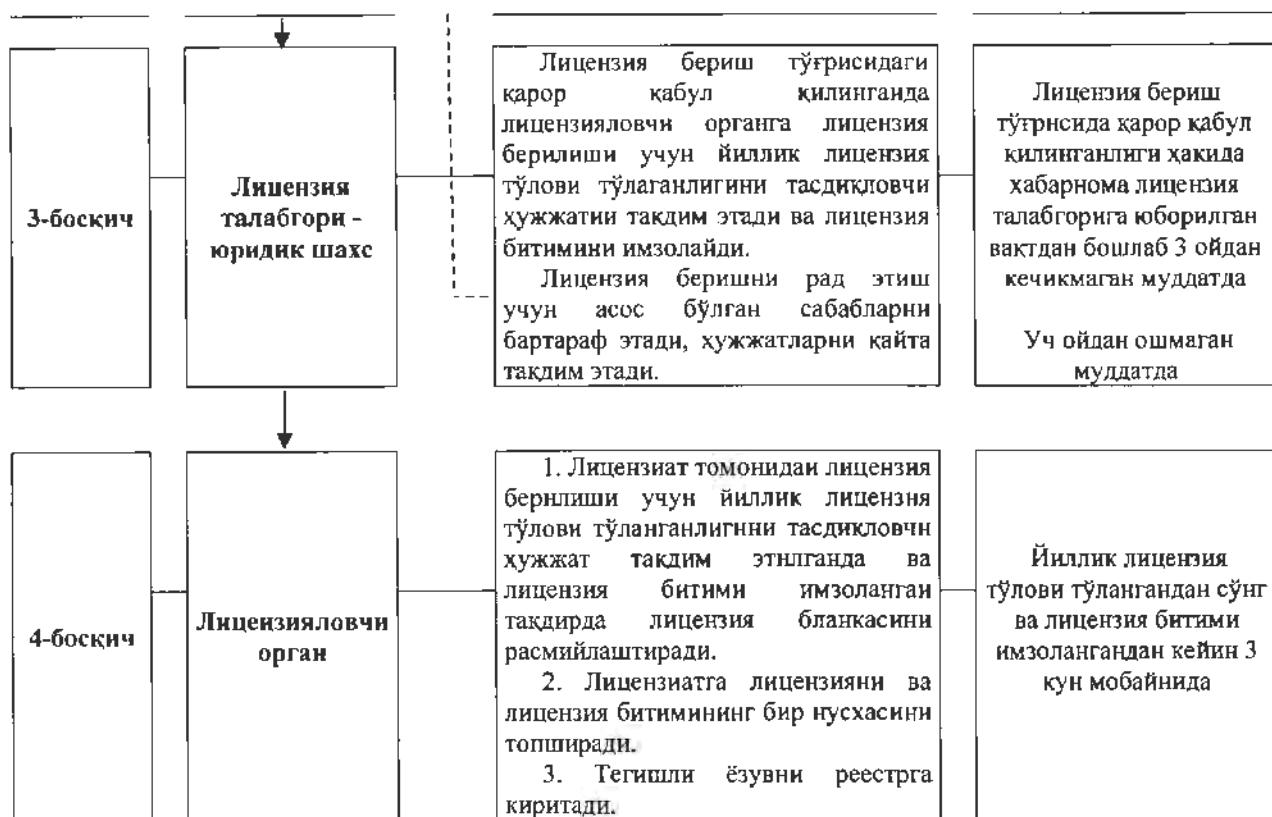 3-босқич
Лицензия
талабгори -
юридик шахс
Лицензия бериш тўғрисидаги
қарор қабул қилинганда
лицензияловчи органга лицензия
берилиши учун йиллик лицензия
тўлови тўлаганлигини тасдиқловчи
ҳужжатни тақдим этади ва лицензия
битимини имзолайди.
Лицензия беришни рад этиш
учун асос бўлган сабабларни
бартараф этади, ҳужжатларни қайта
тақдим этади.
Лицензия бериш
тўғрисида қарор қабул
қилинганлиги ҳақида
хабарнома лицензия
талабгорига юборилган
вақтдан бошлаб 3 ойдан
кечикмаган муддатда
Уч ойдан ошмаган
муддатда
4-босқич
Лицензияловчи
орган
1. Лицензиат томонидан лицензия
берилиши учун йиллик лицензия
тўлови тўланганлигини тасдиқловчи
ҳужжат тақдим этилганда ва
лицензия битими имзоланган
тақдирда лицензия бланкасини
расмийлаштиради.
2. Лицензиатга лицензияни ва
лицензия битимининг бир нусхасини
топширади.
3. Тегишли ёзувни реестрга
киритади.
Йиллик лицензия
тўлови тўлангандан сўнг
ва лицензия битими
имзолангандан кейин 3
кун мобайнида